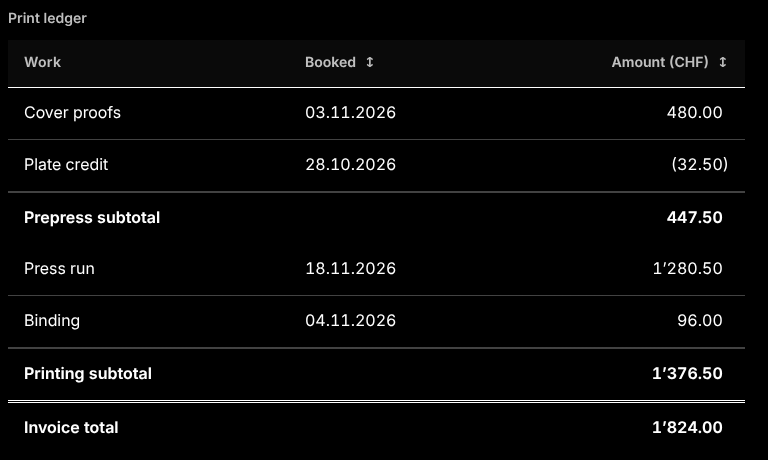 Print ledger
Work Booked ↕ Amount (CHF) ↕
Cover proofs 03.11.2026 480.00
Plate credit 28.10.2026 (32.50)
Prepress subtotal 447.50
Press run 18.11.2026 1’280.50
Binding 04.11.2026 96.00
Printing subtotal 1’376.50
Invoice total 1’824.00